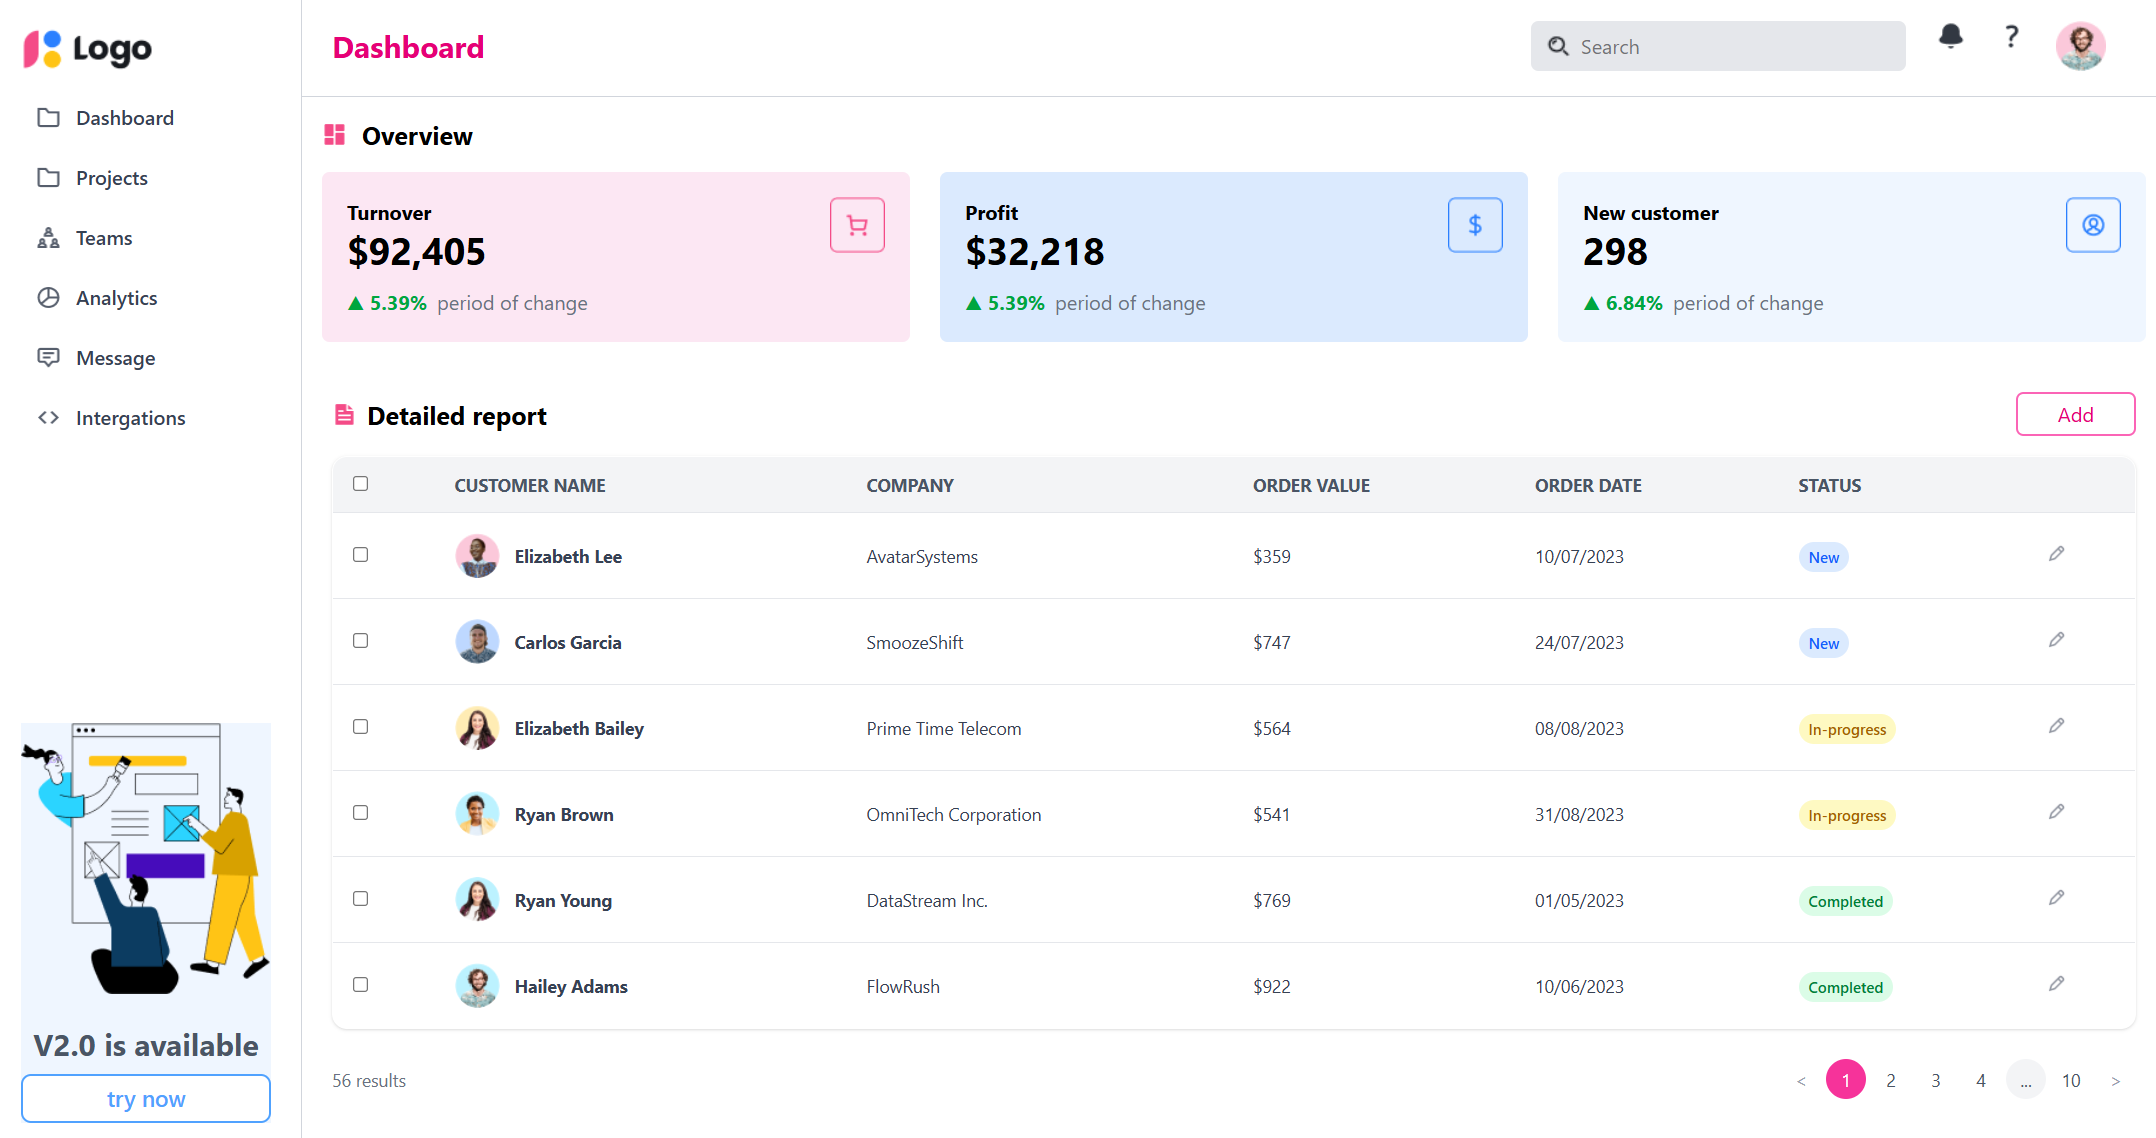 Logo
Dashboard
Projects
Teams
Analytics
Message
Intergations
V2.0 is available
try now
Dashboard
Search
Overview
Turnover
$92,405
▲ 5.39% period of change
Profit
$32,218
▲ 5.39% period of change
New customer
298
▲ 6.84% period of change
Detailed report
Add
CUSTOMER NAME COMPANY ORDER VALUE ORDER DATE STATUS
Elizabeth Lee AvatarSystems $359 10/07/2023 New
Carlos Garcia SmoozeShift $747 24/07/2023 New
Elizabeth Bailey Prime Time Telecom $564 08/08/2023 In-progress
Ryan Brown OmniTech Corporation $541 31/08/2023 In-progress
Ryan Young DataStream Inc. $769 01/05/2023 Completed
Hailey Adams FlowRush $922 10/06/2023 Completed
56 results
< 1 2 3 4 ... 10 >